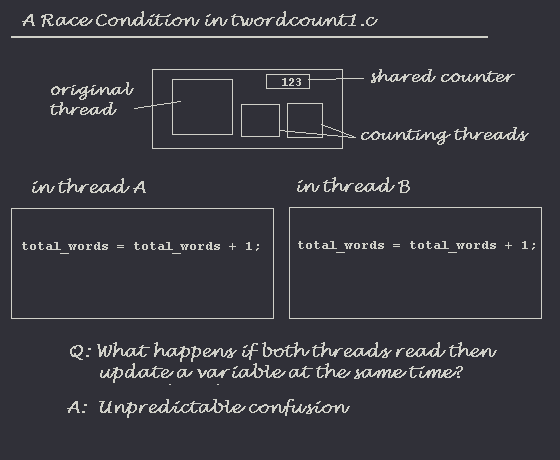 A Race Condition in twordcount1.c
123
shared counter
original
thread
counting threads
in thread A
in thread B
total_words = total_words + 1;
total_words = total_words + 1;
Q: What happens if both threads read then
update a variable at the same time?
A: Unpredictable confusion